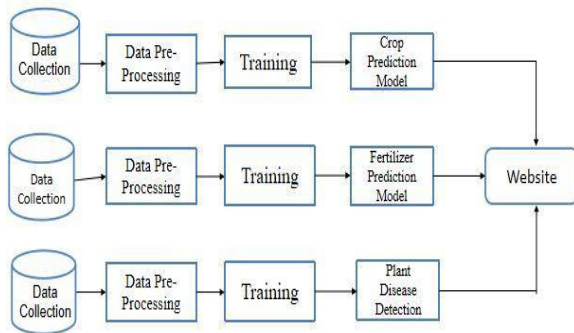 Data
Collection
Data Pre-
Processing
Training
Crop
Prediction
Model
Data
Collection
Data Pre-
Processing
Training
Fertilizer
Prediction
Model
Website
Data
Collection
Data Pre-
Processing
Training
Plant
Disease
Detection